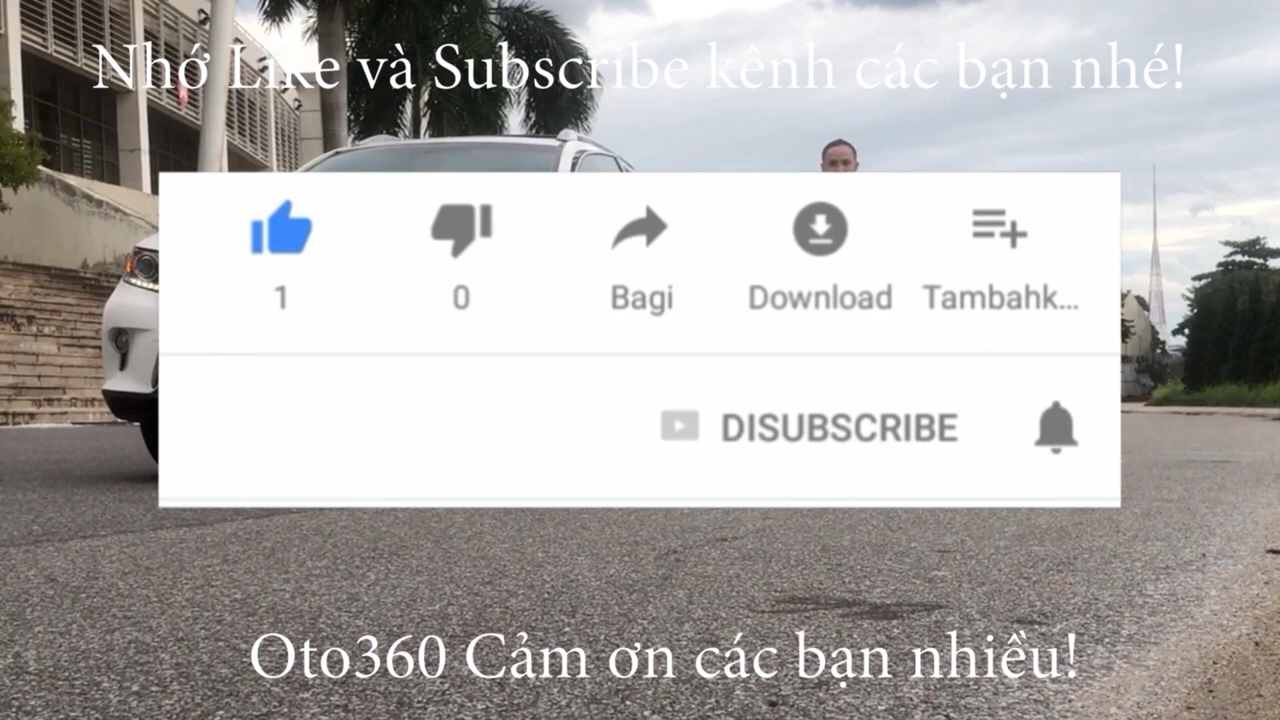 Nhớ Like và Subscribe kênh các bạn nhé!
1
0
Bagi
Download
Tambahk...
DISUBSCRIBE
Oto360 Cảm ơn các bạn nhiều!